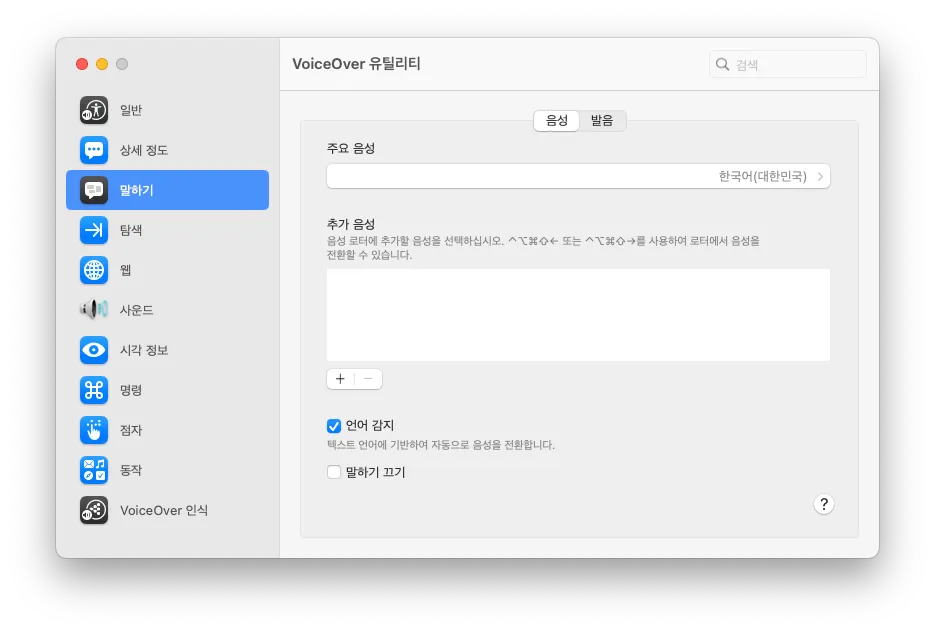 VoiceOver 유틸리티
검색
일반
상세 정도
말하기
탐색
웹
사운드
시각 정보
명령
점자
동작
VoiceOver 인식
음성 발음
주요 음성
한국어(대한민국)
추가 음성
음성 로터에 추가할 음성을 선택하십시오. ⌃⌥⌘⇧← 또는 ⌃⌥⌘⇧→를 사용하여 로터에서 음성을
전환할 수 있습니다.
+ −
언어 감지
텍스트 언어에 기반하여 자동으로 음성을 전환합니다.
말하기 끄기
?